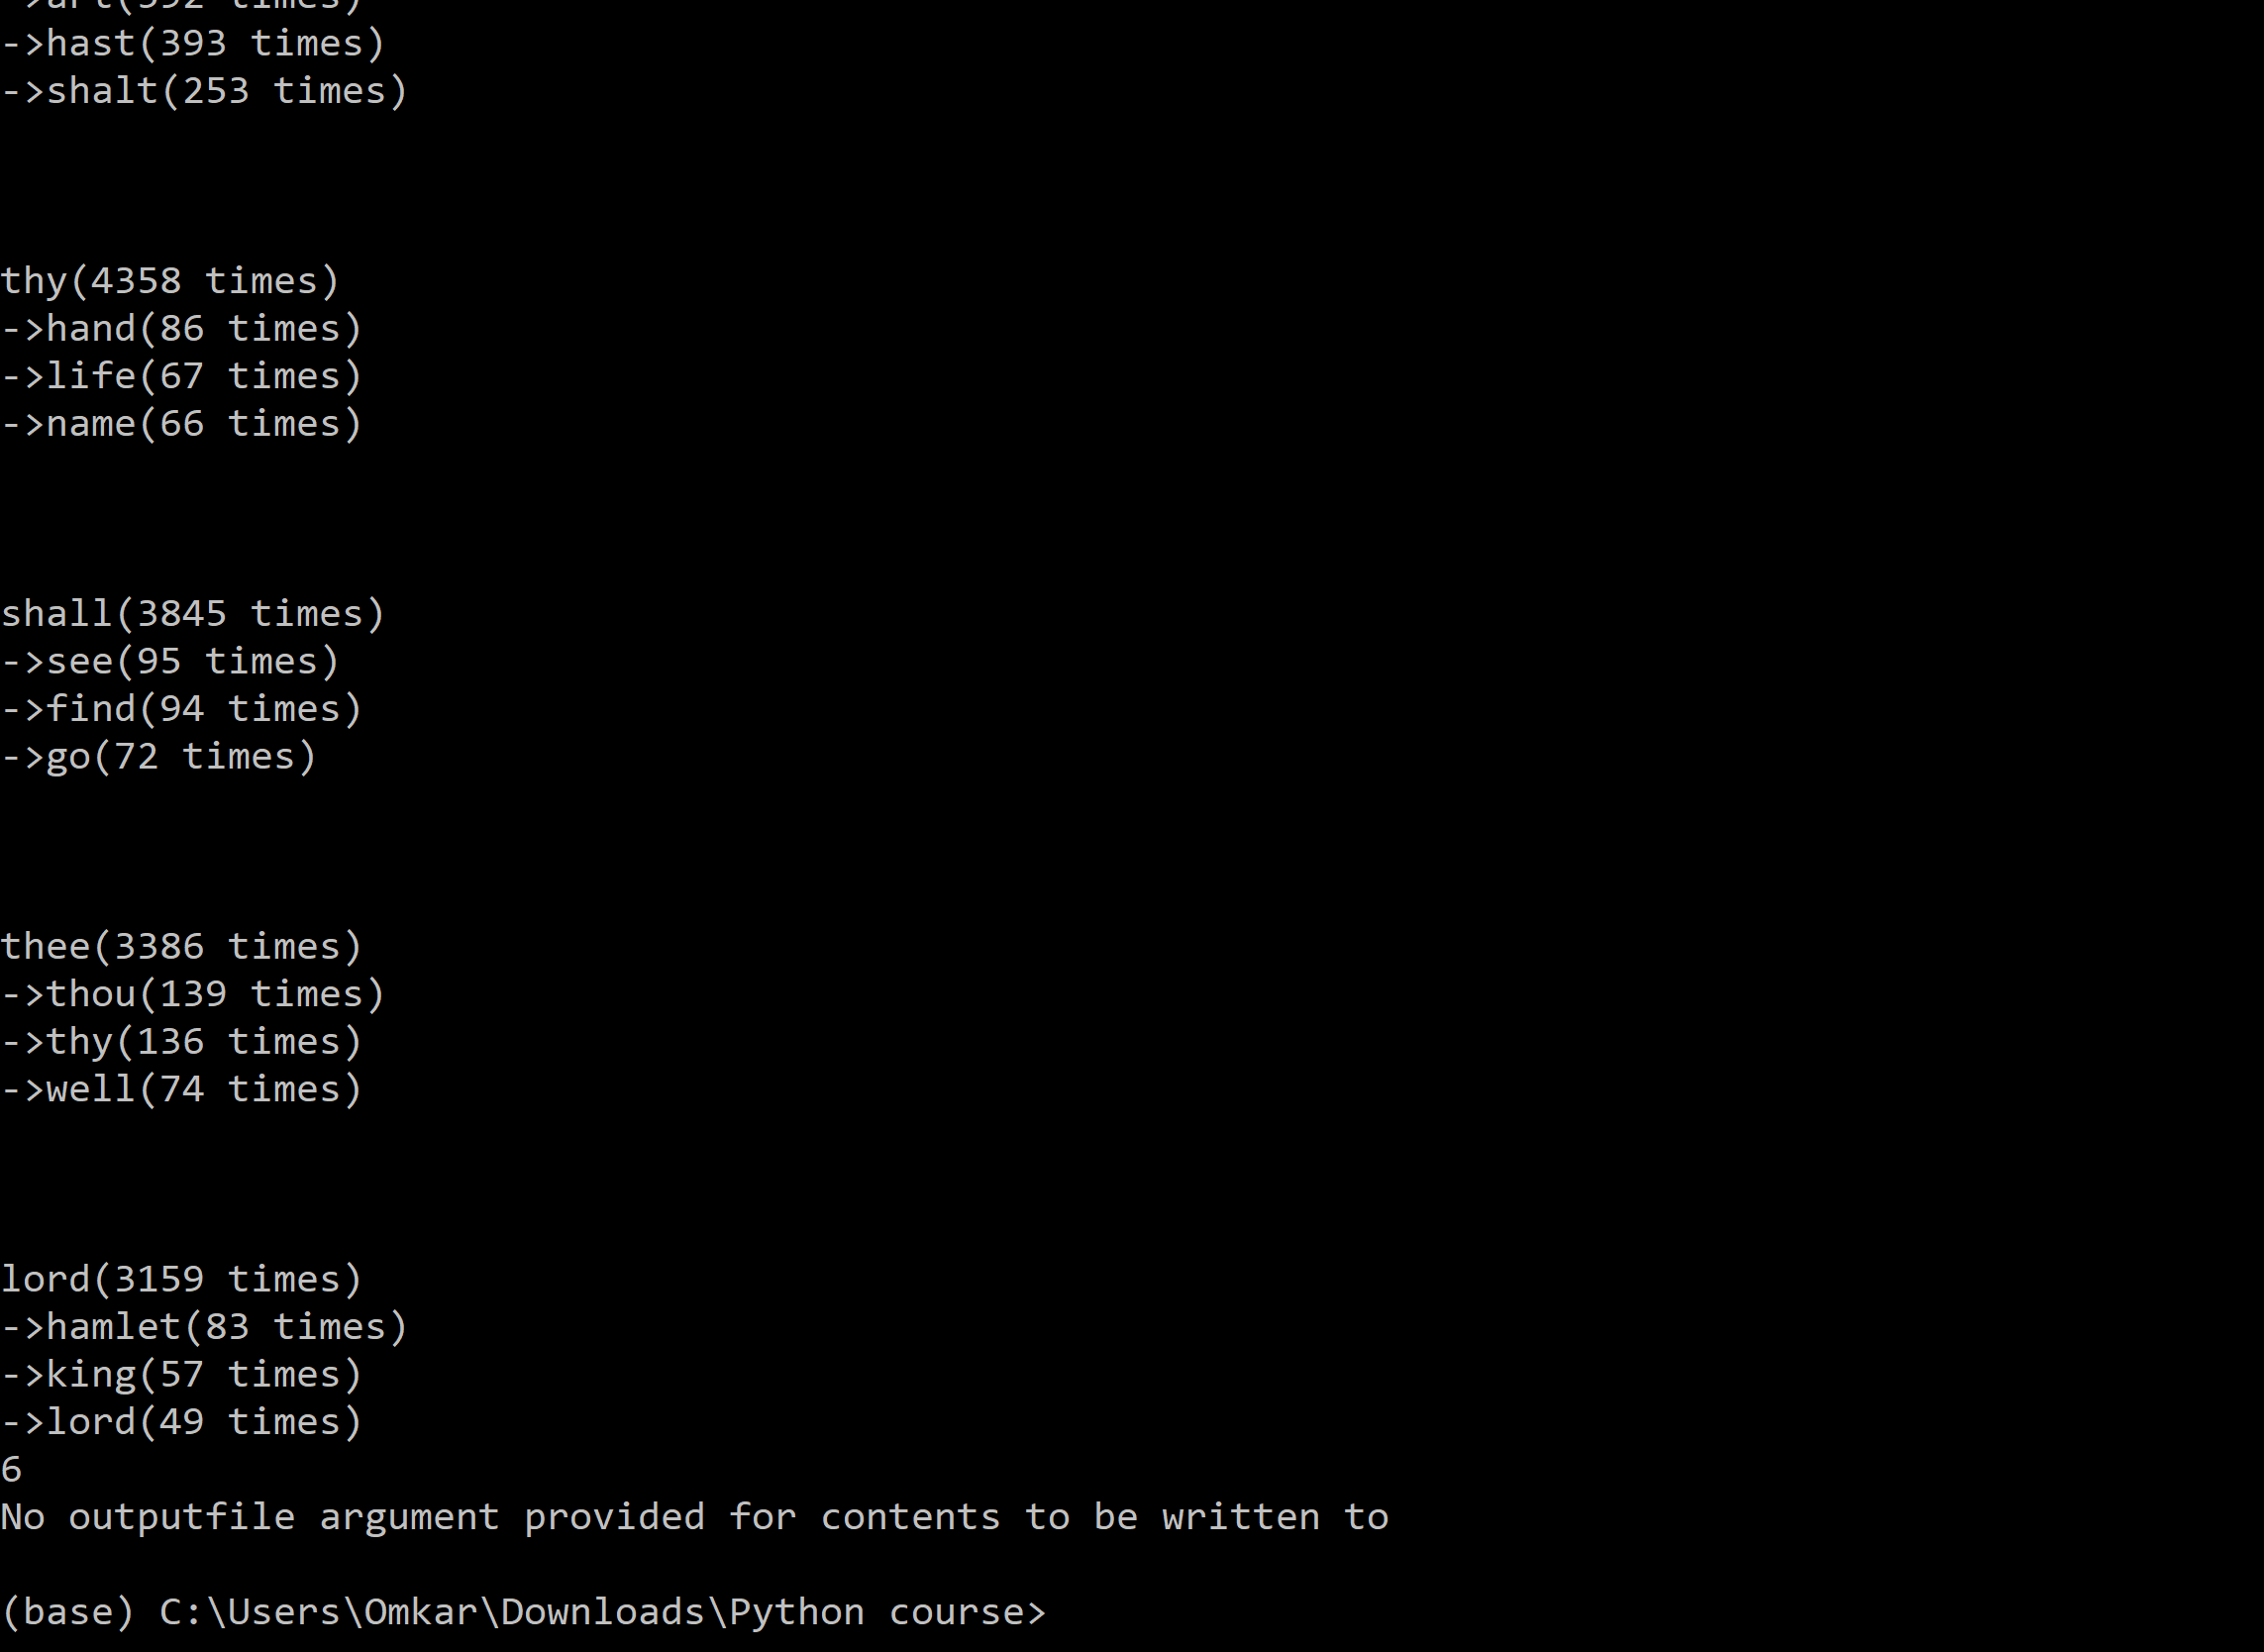 ->hast(393 times)
->shalt(253 times)
thy(4358 times)
->hand(86 times)
->life(67 times)
->name(66 times)
shall(3845 times)
->see(95 times)
->find(94 times)
->go(72 times)
thee(3386 times)
->thou(139 times)
->thy(136 times)
->well(74 times)
lord(3159 times)
->hamlet(83 times)
->king(57 times)
->lord(49 times)
6
No outputfile argument provided for contents to be written to
(base) C:\Users\Omkar\Downloads\Python course>